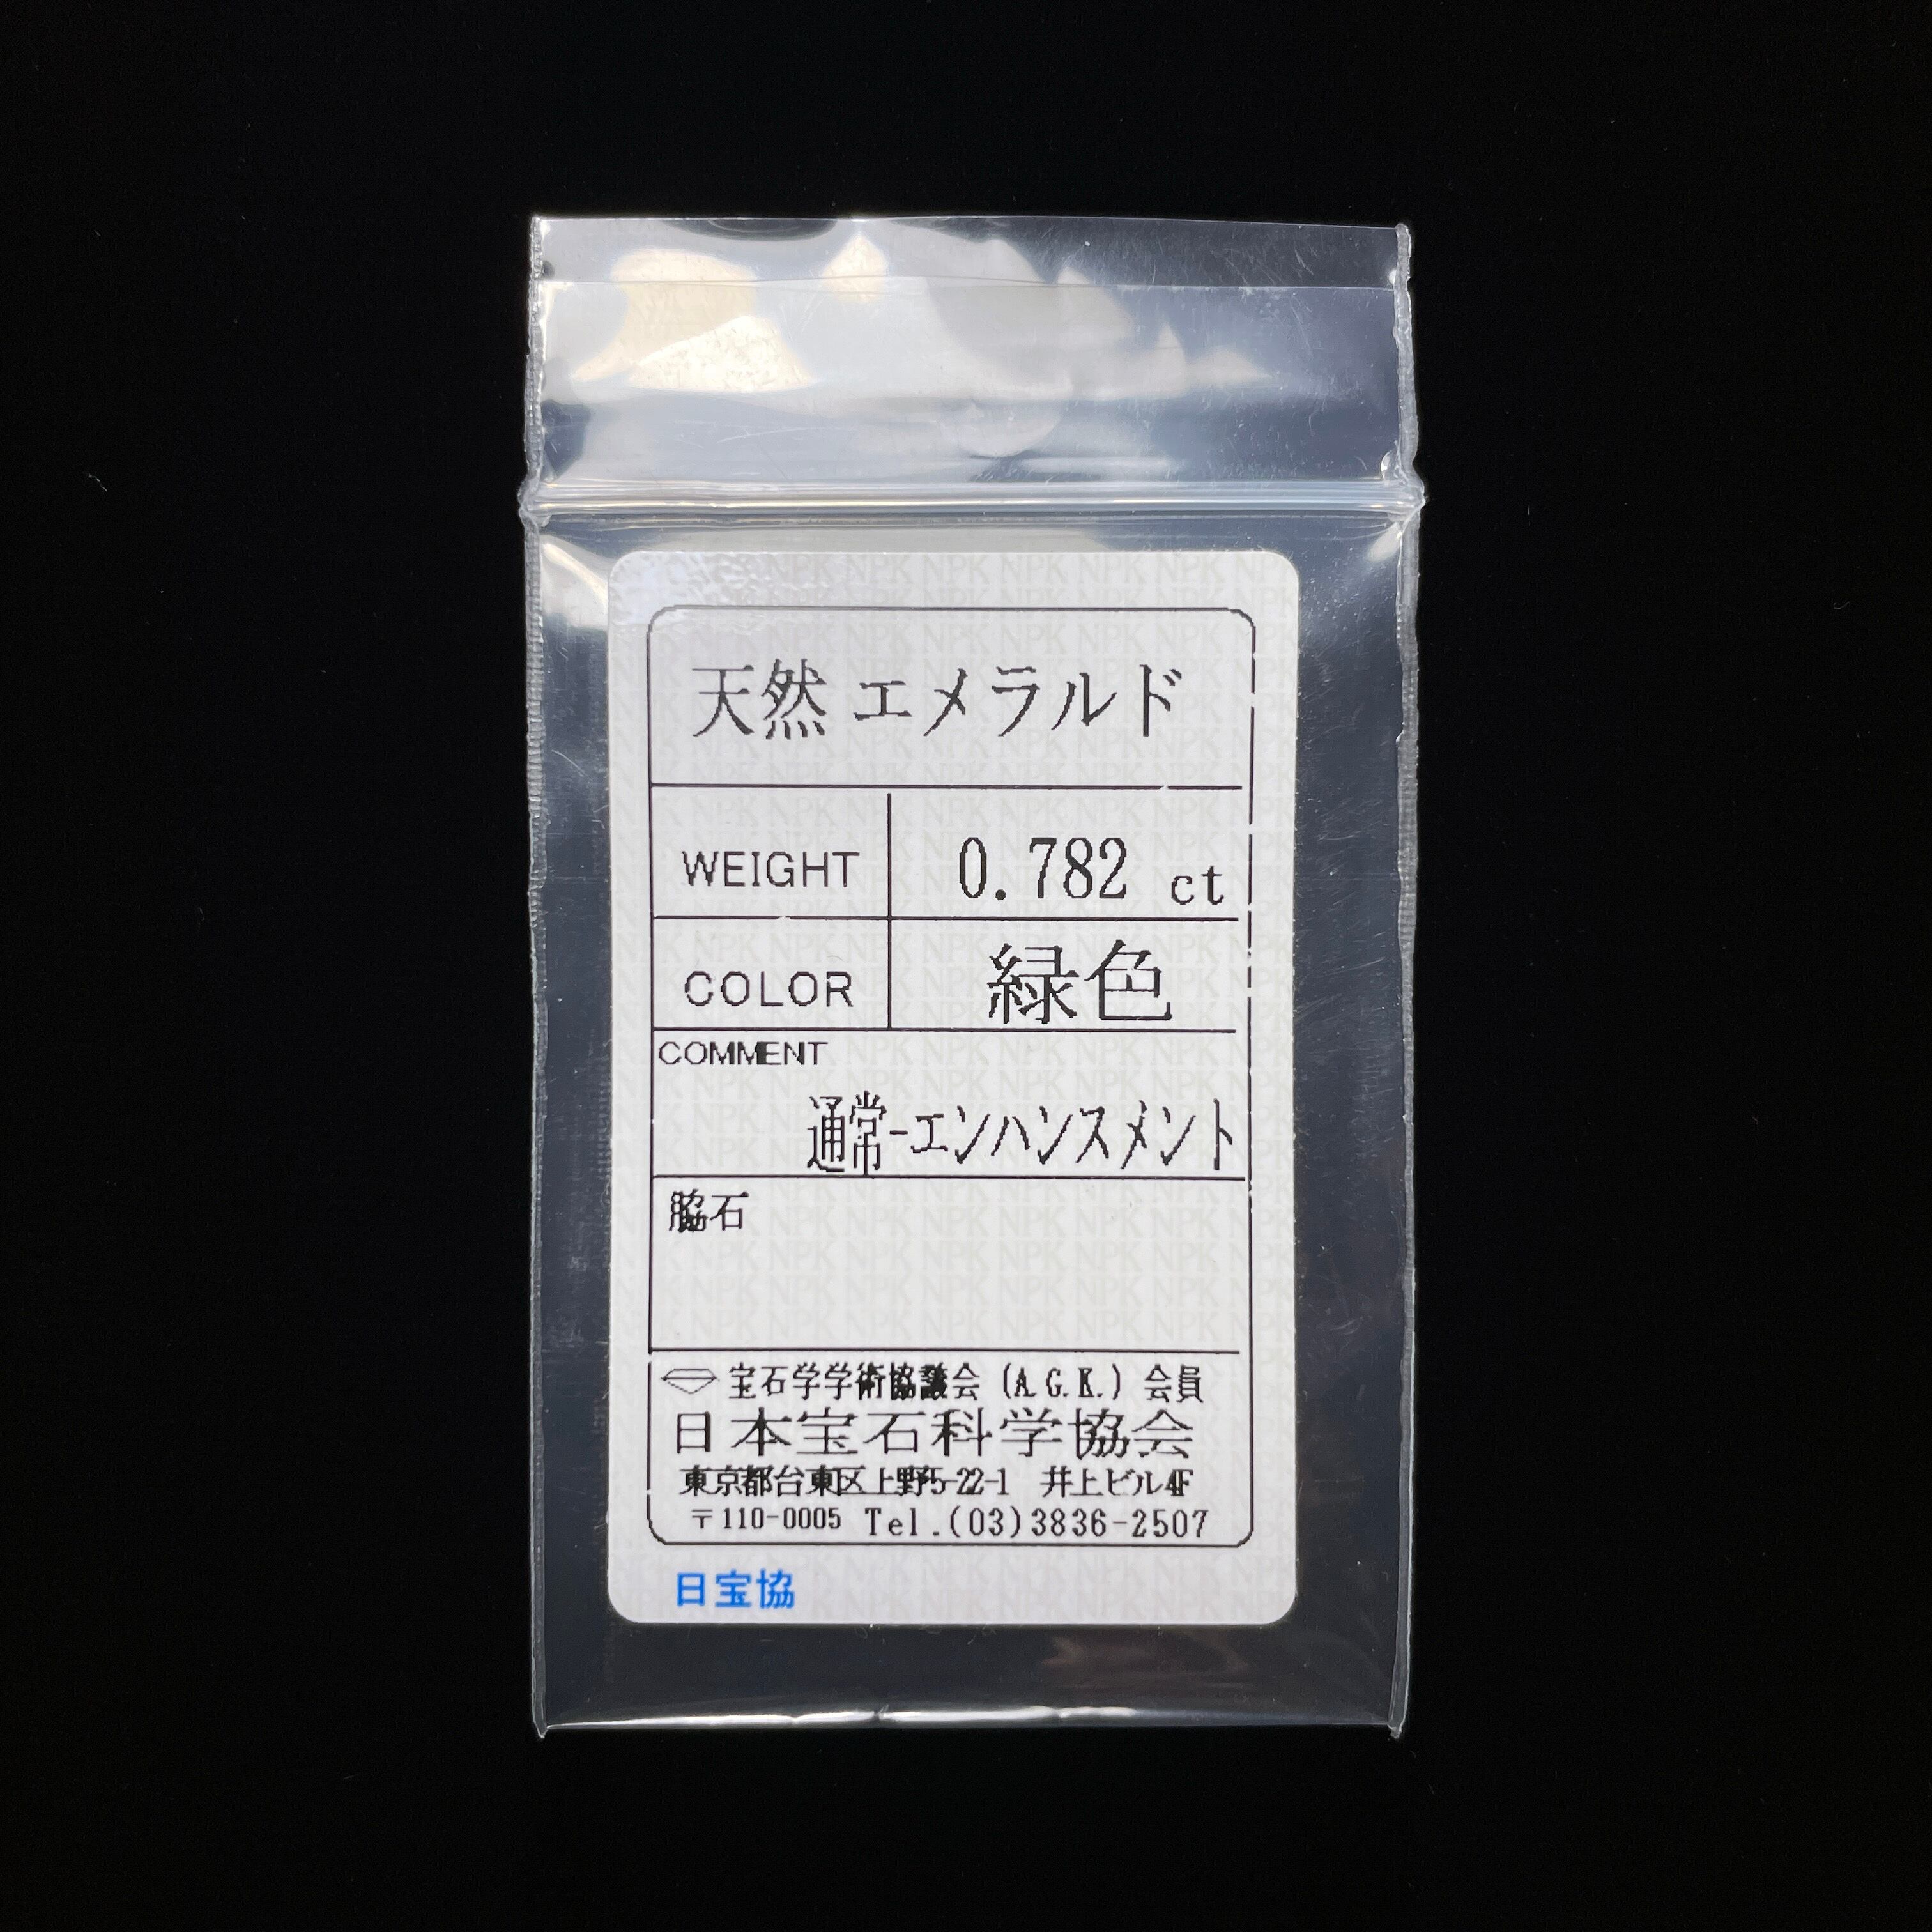 天然 エメラルド
WEIGHT 0.782 ct
COLOR 緑色
COMMENT
通常-エンハンスメント
脇石
宝石学学術協議会 (A.G.K.) 会員
日本宝石科学協会
東京都台東区上野5-22-1 井上ビル4F
〒110-0005 Tel.(03)3836-2507
日宝協